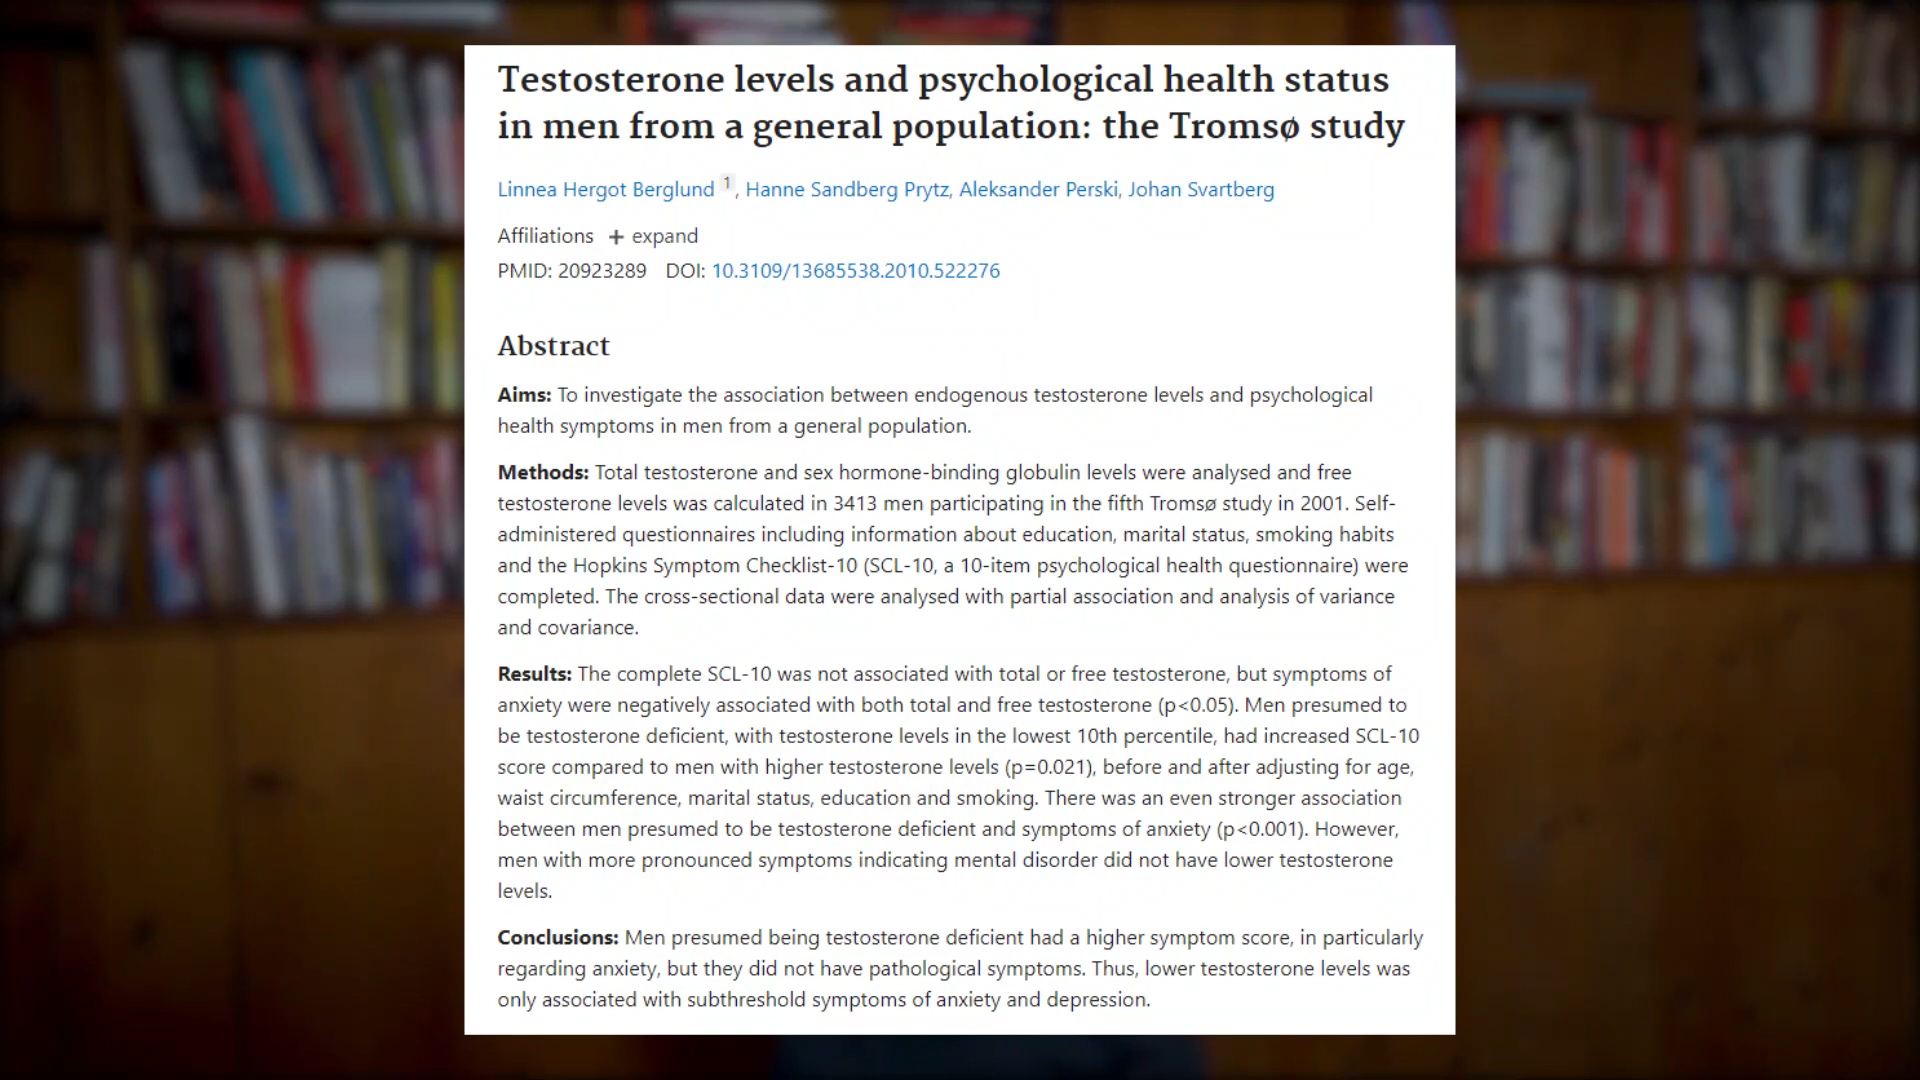 Testosterone levels and psychological health status
in men from a general population: the Tromsø study
Linnea Hergot Berglund 1, Hanne Sandberg Prytz, Aleksander Perski, Johan Svartberg
Affiliations + expand
PMID: 20923289 DOI: 10.3109/13685538.2010.522276
Abstract
Aims: To investigate the association between endogenous testosterone levels and psychological
health symptoms in men from a general population.
Methods: Total testosterone and sex hormone-binding globulin levels were analysed and free
testosterone levels was calculated in 3413 men participating in the fifth Tromsø study in 2001. Self-
administered questionnaires including information about education, marital status, smoking habits
and the Hopkins Symptom Checklist-10 (SCL-10, a 10-item psychological health questionnaire) were
completed. The cross-sectional data were analysed with partial association and analysis of variance
and covariance.
Results: The complete SCL-10 was not associated with total or free testosterone, but symptoms of
anxiety were negatively associated with both total and free testosterone (p<0.05). Men presumed to
be testosterone deficient, with testosterone levels in the lowest 10th percentile, had increased SCL-10
score compared to men with higher testosterone levels (p=0.021), before and after adjusting for age,
waist circumference, marital status, education and smoking. There was an even stronger association
between men presumed to be testosterone deficient and symptoms of anxiety (p<0.001). However,
men with more pronounced symptoms indicating mental disorder did not have lower testosterone
levels.
Conclusions: Men presumed being testosterone deficient had a higher symptom score, in particularly
regarding anxiety, but they did not have pathological symptoms. Thus, lower testosterone levels was
only associated with subthreshold symptoms of anxiety and depression.